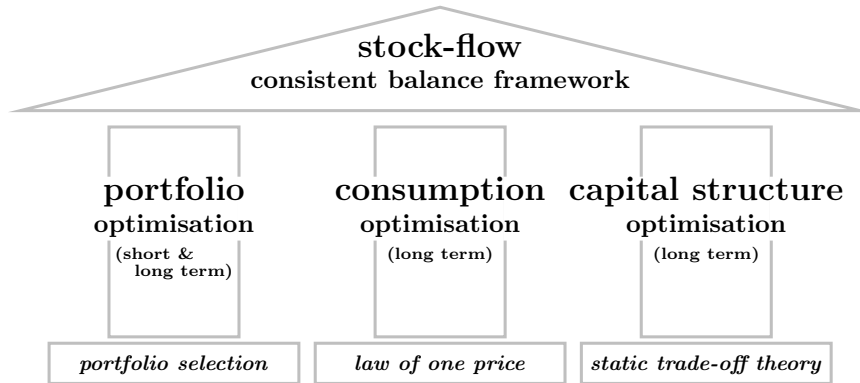 stock-flow
consistent balance framework
portfolio
optimisation
(short &
long term)
consumption
optimisation
(long term)
capital structure
optimisation
(long term)
portfolio selection
law of one price
static trade-off theory